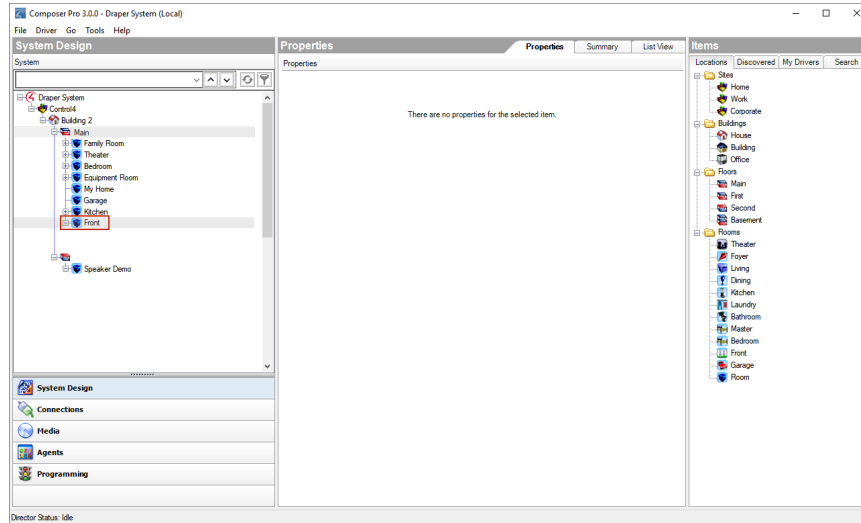 Composer Pro 3.0.0 - Draper System (Local)
File Driver Go Tools Help
System Design
System
Draper System
Control4
Building 2
Main
Family Room
Theater
Bedroom
Equipment Room
My Home
Garage
Kitchen
Front
Speaker Demo
System Design
Connections
Media
Agents
Programming
Director Status: Idle
Properties
Properties Summary List View
Properties
There are no properties for the selected item.
Items
Locations Discovered My Drivers Search
Sites
Home
Work
Corporate
Buildings
House
Building
Office
Floors
Main
First
Second
Basement
Rooms
Theater
Foyer
Living
Dining
Kitchen
Laundry
Bathroom
Master
Bedroom
Front
Garage
Room